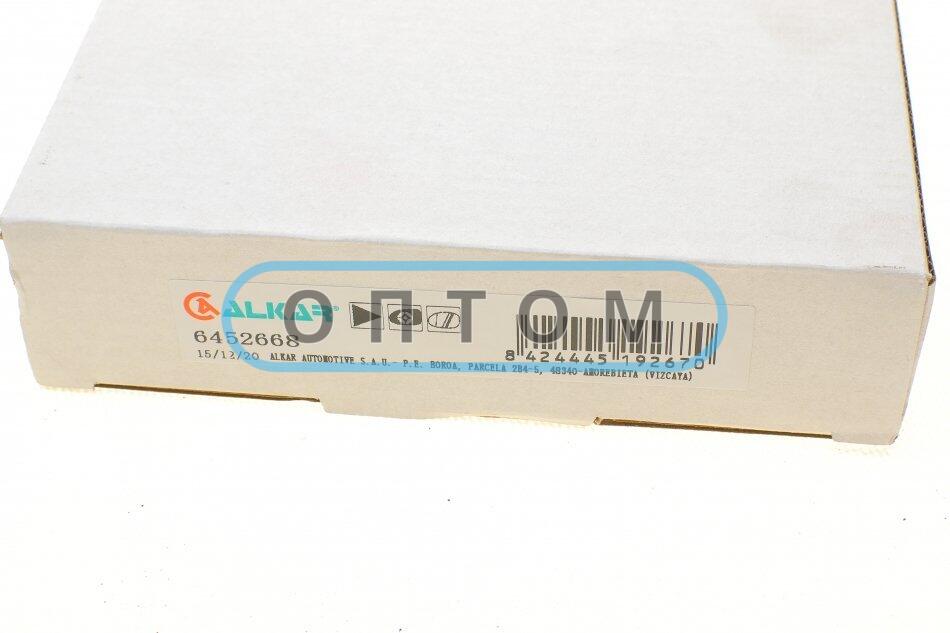 ALKAR
ОПТОМ
6452668
8 424445 192670
15/12/20 ALKAR AUTOMOTIVE S.A.U.- P.E. BOROA, PARCELA 2B4-5, 48340-AMOREBIETA (VIZCAYA)